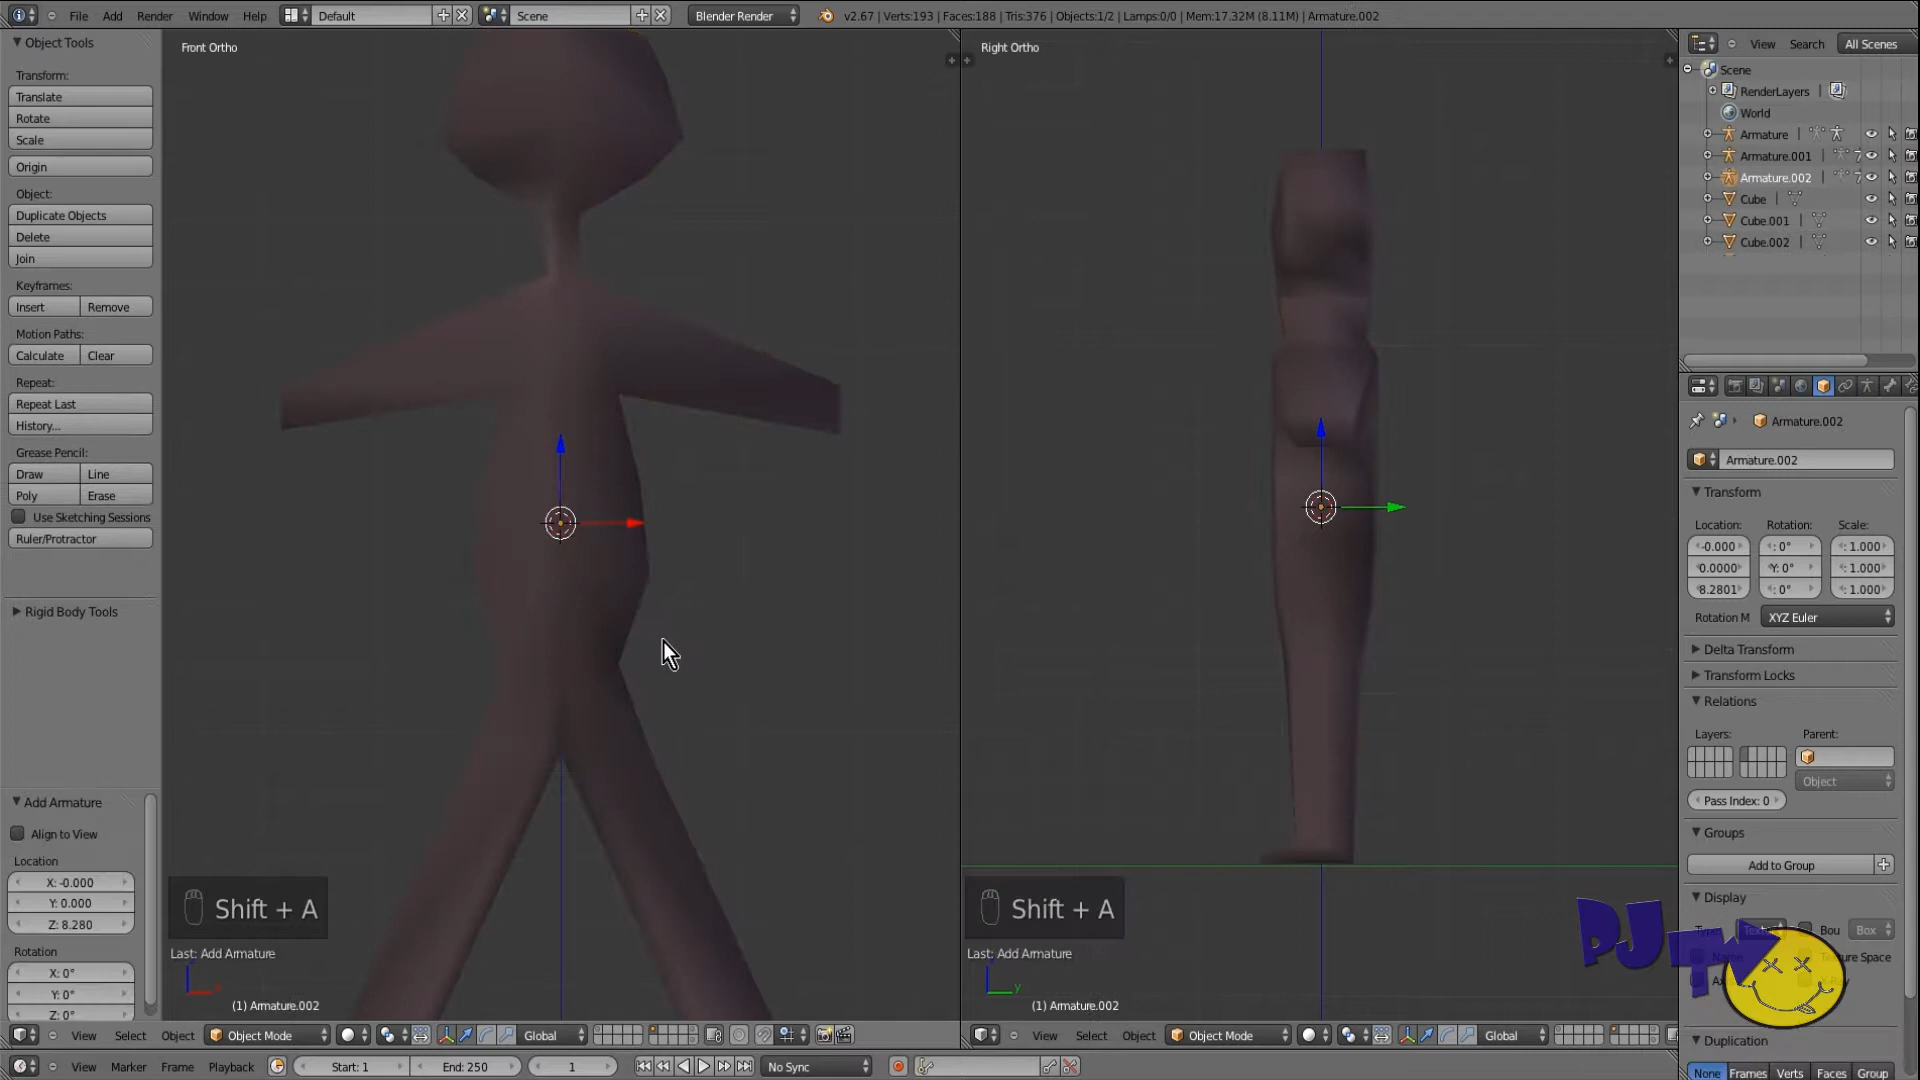 File Add Render Window Help Default Scene Blender Render v2.67 | Verts:193 | Faces:188 | Tris:376 | Objects:1/2 | Lamps:0/0 | Mem:17.32M (8.11M) | Armature.002
Object Tools
Transform:
Translate
Rotate
Scale
Origin
Object:
Duplicate Objects
Delete
Join
Keyframes:
Insert Remove
Motion Paths:
Calculate Clear
Repeat:
Repeat Last
History...
Grease Pencil:
Draw Line
Poly Erase
Use Sketching Sessions
Ruler/Protractor
Rigid Body Tools
Add Armature
Align to View
Location
X: -0.000
Y: 0.000
Z: 8.280
Rotation
X: 0°
Y: 0°
Z: 0°
Front Ortho
Shift + A
Last: Add Armature
x
(1) Armature.002
View Select Object Object Mode Global
Right Ortho
Shift + A
Last: Add Armature
y
(1) Armature.002
View Select Object Object Mode Global
View Marker Frame Playback Start: 1 End: 250 1 No Sync
View Search All Scenes
Scene
RenderLayers
World
Armature
Armature.001
Armature.002
Cube
Cube.001
Cube.002
Armature.002
Armature.002
Transform
Location: Rotation: Scale:
-0.000 : 0° : 1.000
0.0000 Y: 0° : 1.000
8.2801 : 0° : 1.000
Rotation M XYZ Euler
Delta Transform
Transform Locks
Relations
Layers: Parent:
Object
Pass Index: 0
Groups
Add to Group
Display
Bou Box
Texture Space
Duplication
None Frames Verts Faces Group
PJTV